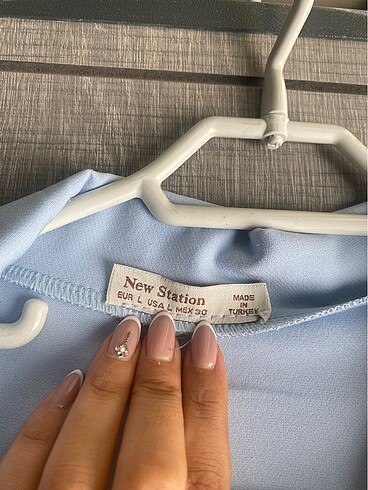 New Station
EUR L USA L MEX 30
MADE
IN
TURKEY